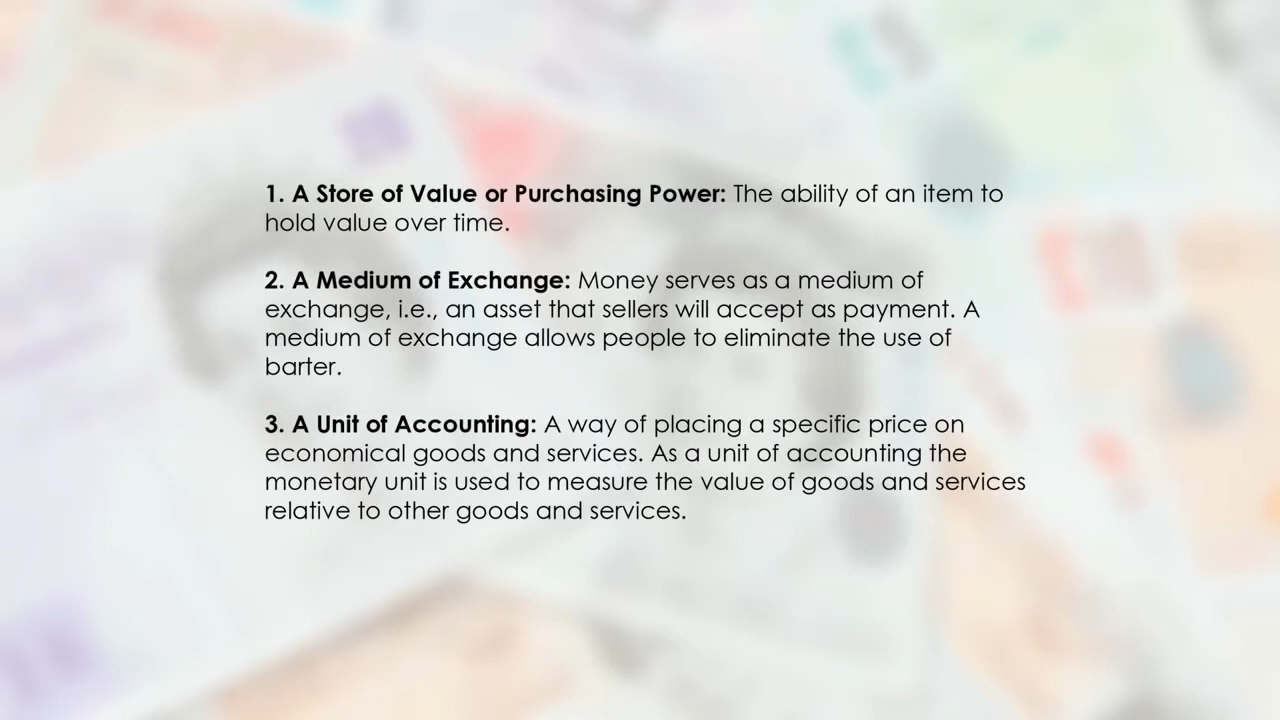 1. A Store of Value or Purchasing Power: The ability of an item to
hold value over time.
2. A Medium of Exchange: Money serves as a medium of
exchange, i.e., an asset that sellers will accept as payment. A
medium of exchange allows people to eliminate the use of
barter.
3. A Unit of Accounting: A way of placing a specific price on
economical goods and services. As a unit of accounting the
monetary unit is used to measure the value of goods and services
relative to other goods and services.